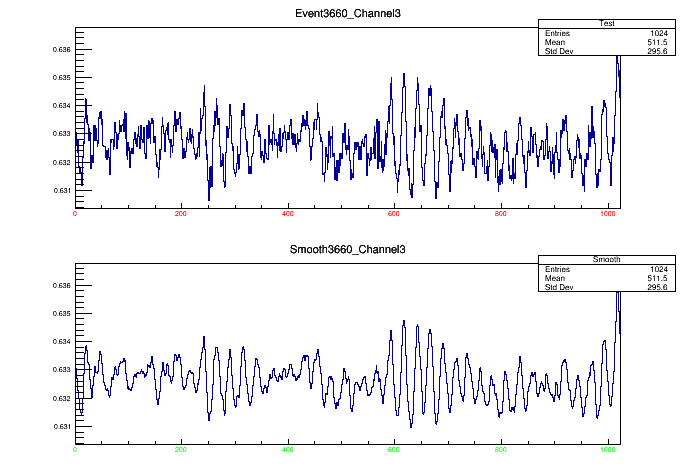 Event3660_Channel3
Test
Entries 1024
Mean 511.5
Std Dev 295.6
0.636
0.635
0.634
0.633
0.632
0.631
0 200 400 600 800 1000
Smooth3660_Channel3
Smooth
Entries 1024
Mean 511.5
Std Dev 295.6
0.636
0.635
0.634
0.633
0.632
0.631
0 200 400 600 800 1000